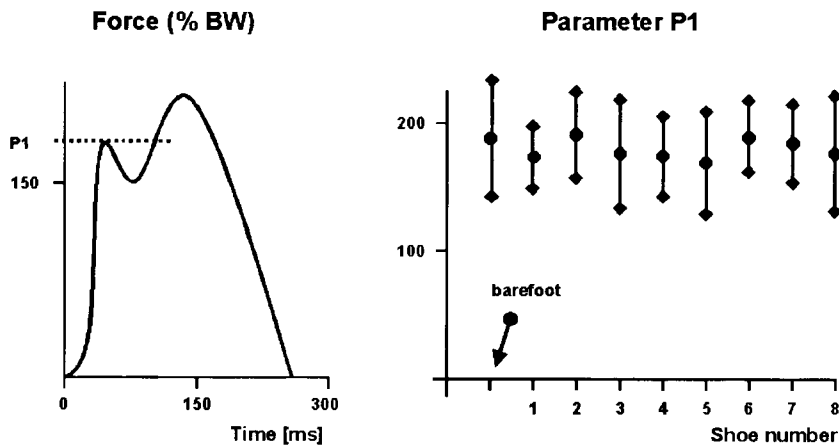 Force (% BW)
P1
150
0 150 300
Time [ms]
Parameter P1
200
100
barefoot
1 2 3 4 5 6 7 8
Shoe number